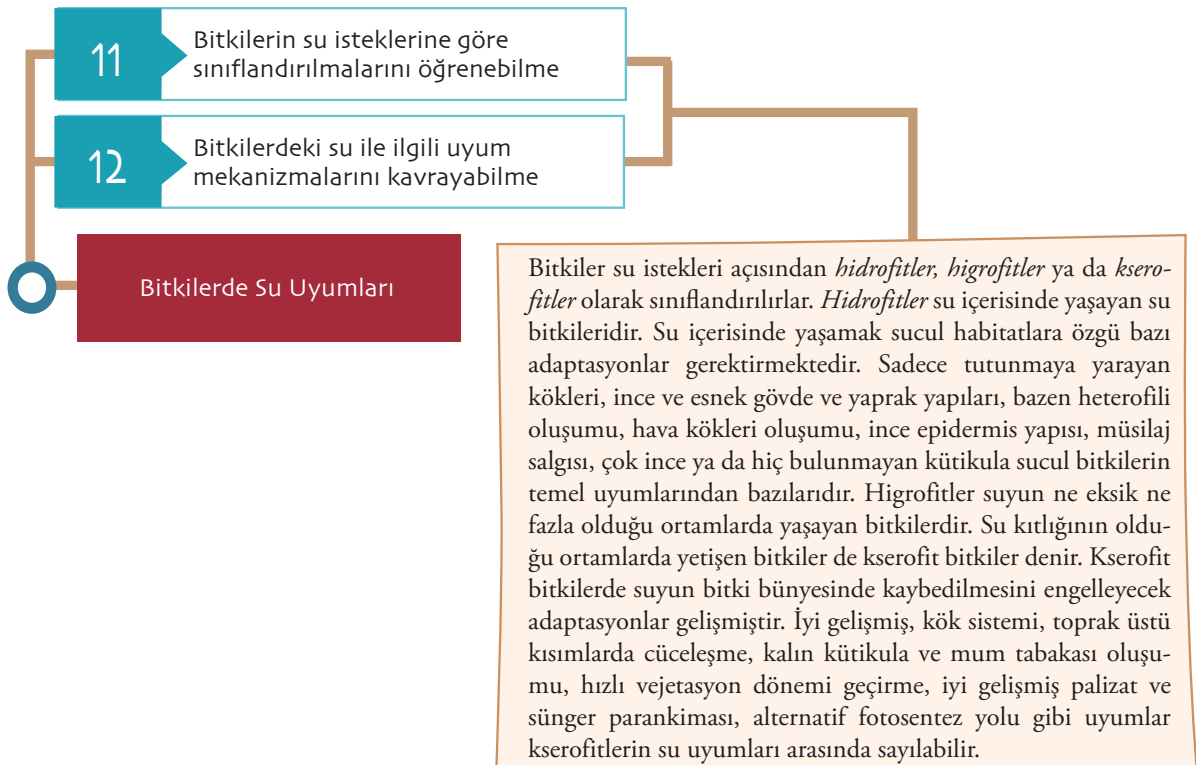 11
Bitkilerin su isteklerine göre
sınıflandırılmalarını öğrenebilme
12
Bitkilerdeki su ile ilgili uyum
mekanizmalarını kavrayabilme
Bitkilerde Su Uyumları
Bitkiler su istekleri açısından hidrofitler, higrofitler ya da ksero-
fitler olarak sınıflandırılırlar. Hidrofitler su içerisinde yaşayan su
bitkileridir. Su içerisinde yaşamak sucul habitatlara özgü bazı
adaptasyonlar gerektirmektedir. Sadece tutunmaya yarayan
kökleri, ince ve esnek gövde ve yaprak yapıları, bazen heterofili
oluşumu, hava kökleri oluşumu, ince epidermis yapısı, müsilaj
salgısı, çok ince ya da hiç bulunmayan kütikula sucul bitkilerin
temel uyumlarından bazılarıdır. Higrofitler suyun ne eksik ne
fazla olduğu ortamlarda yaşayan bitkilerdir. Su kıtlığının oldu-
ğu ortamlarda yetişen bitkiler de kserofit bitkiler denir. Kserofit
bitkilerde suyun bitki bünyesinde kaybedilmesini engelleyecek
adaptasyonlar gelişmiştir. İyi gelişmiş, kök sistemi, toprak üstü
kısımlarda cüceleşme, kalın kütikula ve mum tabakası oluşu-
mu, hızlı vejetasyon dönemi geçirme, iyi gelişmiş palizat ve
sünger parankiması, alternatif fotosentez yolu gibi uyumlar
kserofitlerin su uyumları arasında sayılabilir.